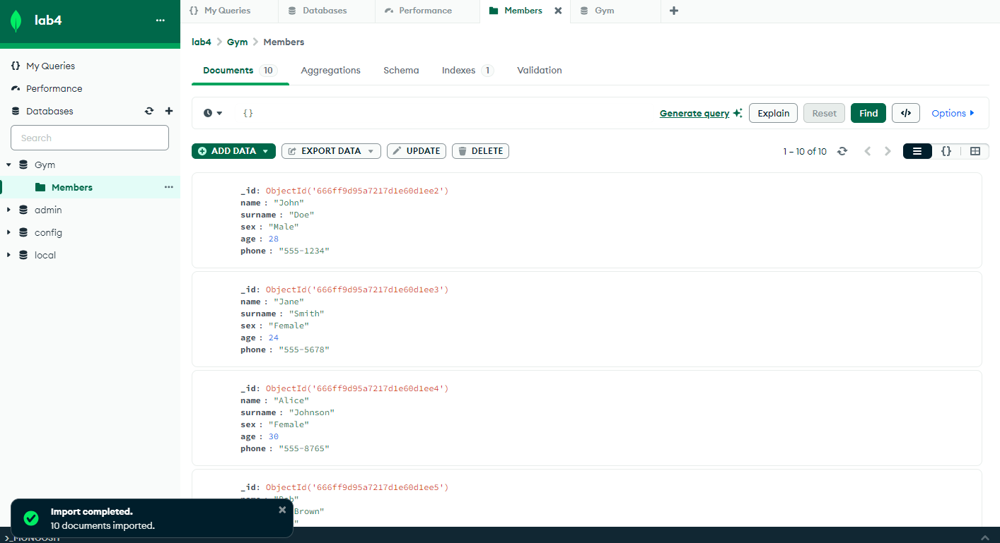 lab4
My Queries
Databases
Performance
Members
Gym
lab4 > Gym > Members
My Queries
Performance
Databases
Search
Gym
Members
admin
config
local
Documents 10
Aggregations
Schema
Indexes 1
Validation
{}
Generate query
Explain
Reset
Find
</>
Options
ADD DATA
EXPORT DATA
UPDATE
DELETE
1 – 10 of 10
{}
_id: ObjectId('666ff9d95a7217d1e60d1ee2')
name : "John"
surname : "Doe"
sex : "Male"
age : 28
phone : "555-1234"
_id: ObjectId('666ff9d95a7217d1e60d1ee3')
name : "Jane"
surname : "Smith"
sex : "Female"
age : 24
phone : "555-5678"
_id: ObjectId('666ff9d95a7217d1e60d1ee4')
name : "Alice"
surname : "Johnson"
sex : "Female"
age : 30
phone : "555-8765"
_id: ObjectId('666ff9d95a7217d1e60d1ee5')
name : "Bob"
Brown"
Import completed.
10 documents imported.
>_MONGOSH